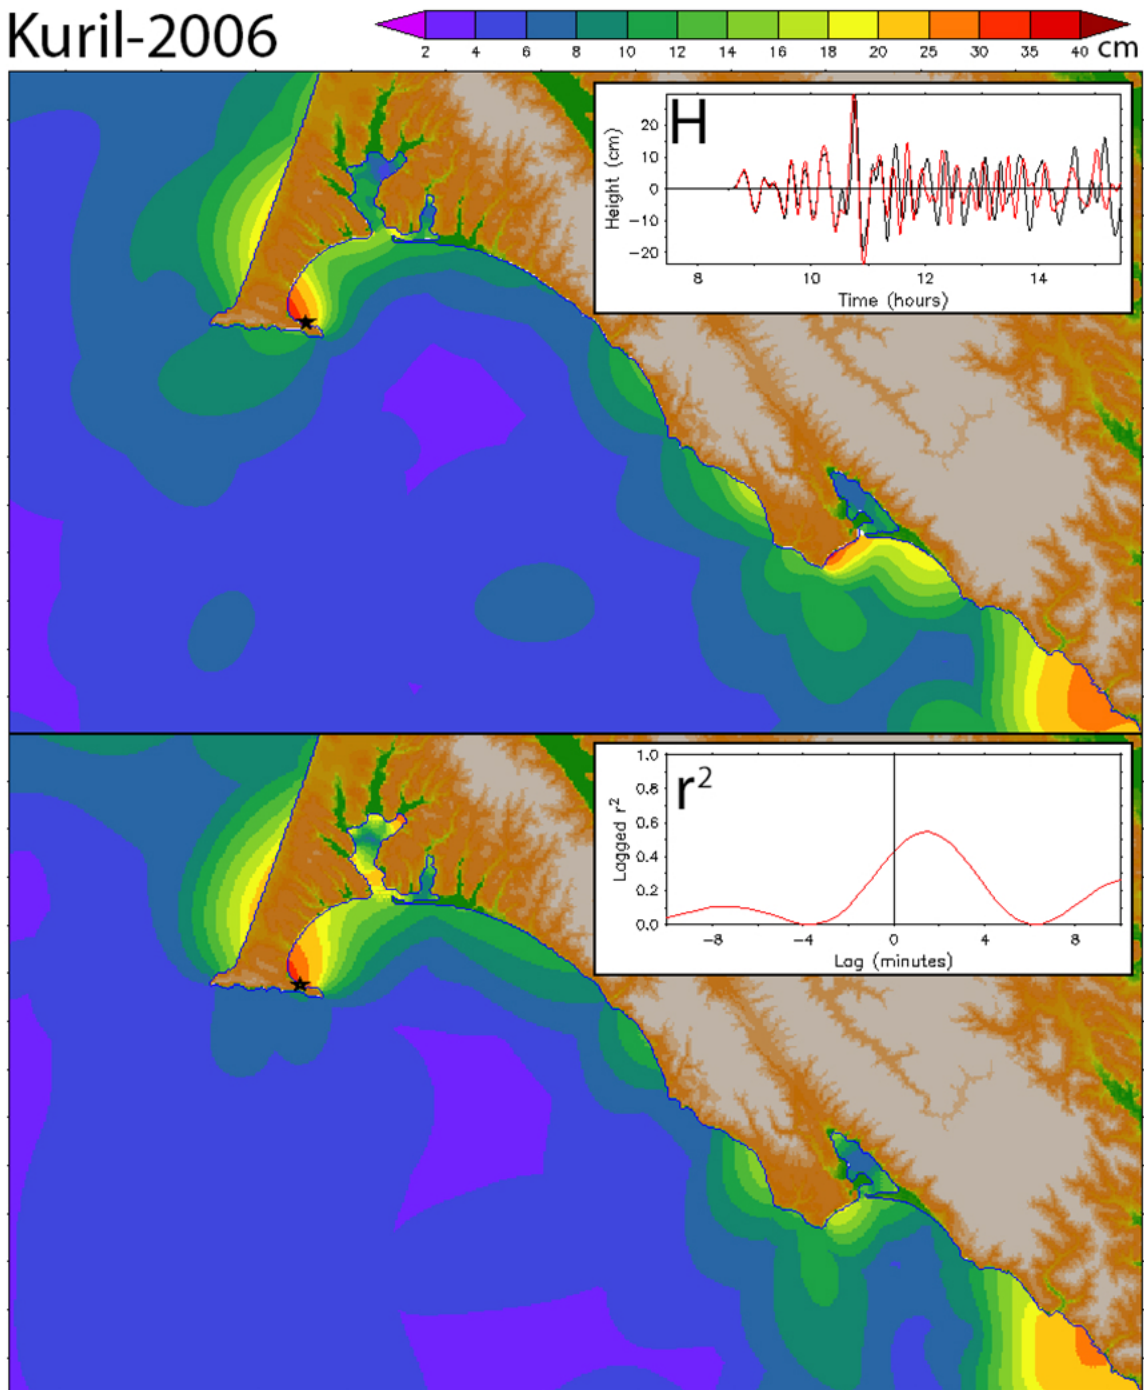 Kuril-2006
2 4 6 8 10 12 14 16 18 20 25 30 35 40 cm
H
Height (cm)
20
10
0
−10
−20
8 10 12 14
Time (hours)
r²
Lagged r²
1.0
0.8
0.6
0.4
0.2
0.0
−8 −4 0 4 8
Lag (minutes)